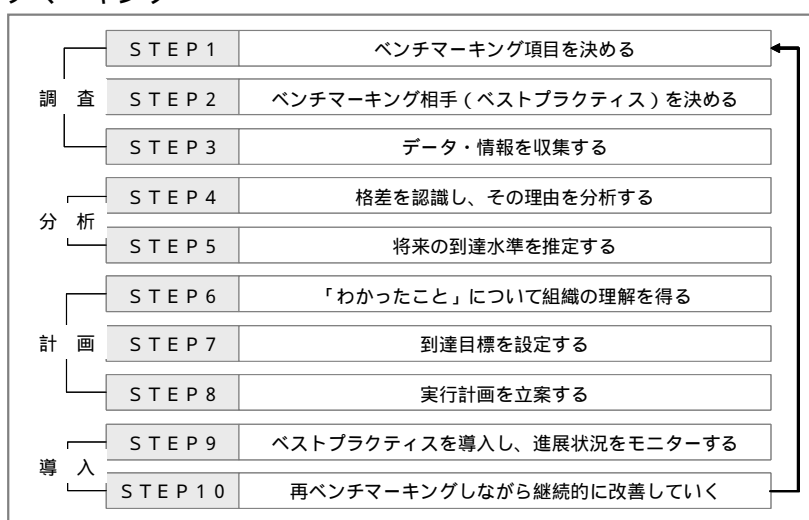 調 査
STEP1 ベンチマーキング項目を決める
STEP2 ベンチマーキング相手(ベストプラクティス)を決める
STEP3 データ・情報を収集する
分 析
STEP4 格差を認識し、その理由を分析する
STEP5 将来の到達水準を推定する
計 画
STEP6 「わかったこと」について組織の理解を得る
STEP7 到達目標を設定する
STEP8 実行計画を立案する
導 入
STEP9 ベストプラクティスを導入し、進展状況をモニターする
STEP10 再ベンチマーキングしながら継続的に改善していく